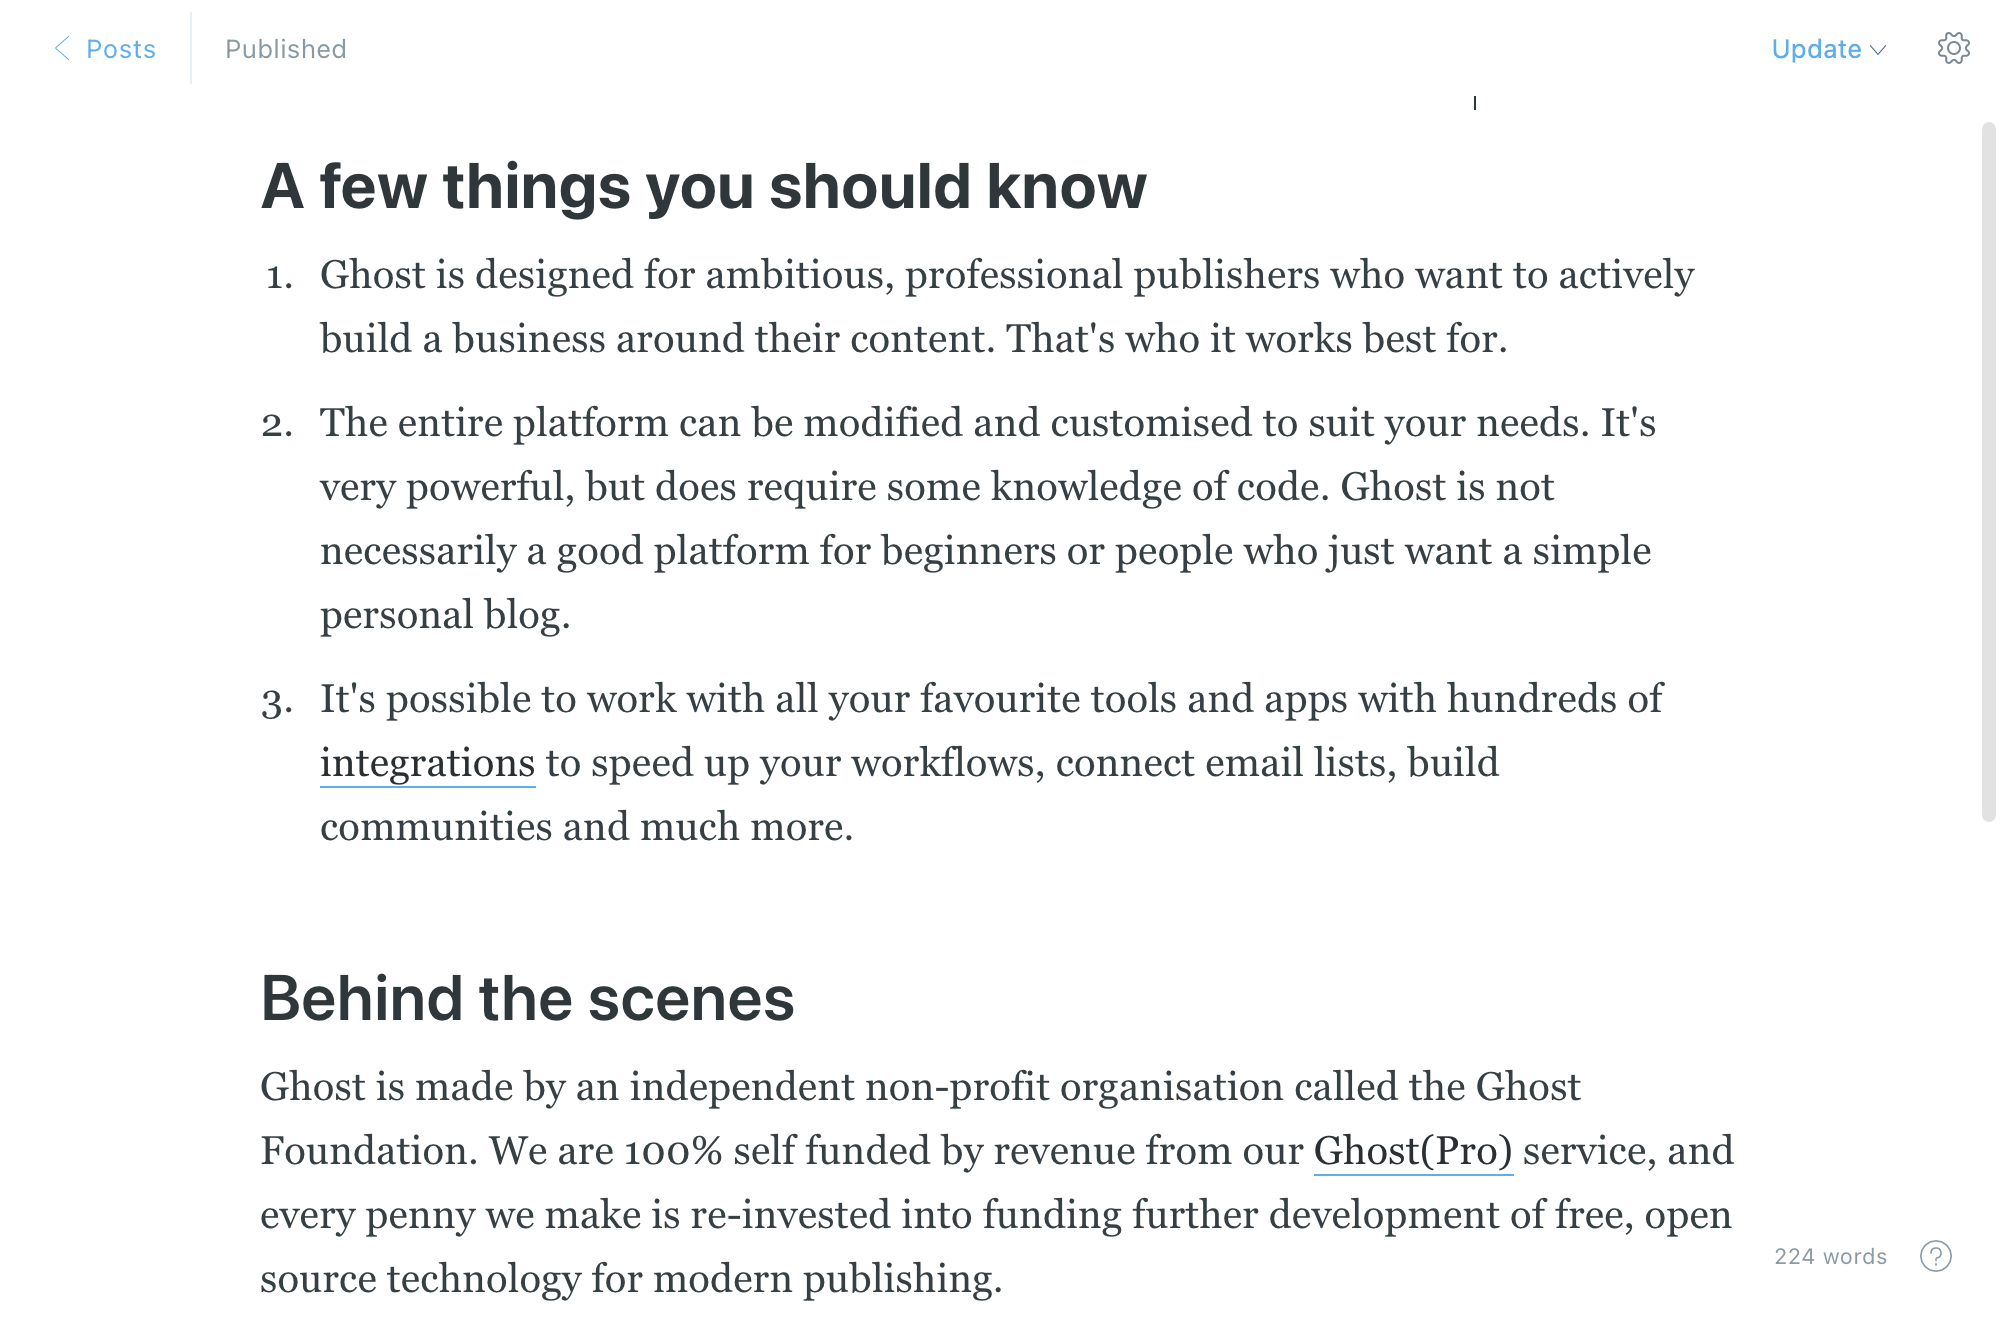 Posts
Published
Update
A few things you should know
1. Ghost is designed for ambitious, professional publishers who want to actively
build a business around their content. That's who it works best for.
2. The entire platform can be modified and customised to suit your needs. It's
very powerful, but does require some knowledge of code. Ghost is not
necessarily a good platform for beginners or people who just want a simple
personal blog.
3. It's possible to work with all your favourite tools and apps with hundreds of
integrations to speed up your workflows, connect email lists, build
communities and much more.
Behind the scenes
Ghost is made by an independent non-profit organisation called the Ghost
Foundation. We are 100% self funded by revenue from our Ghost(Pro) service, and
every penny we make is re-invested into funding further development of free, open
source technology for modern publishing.
224 words
?